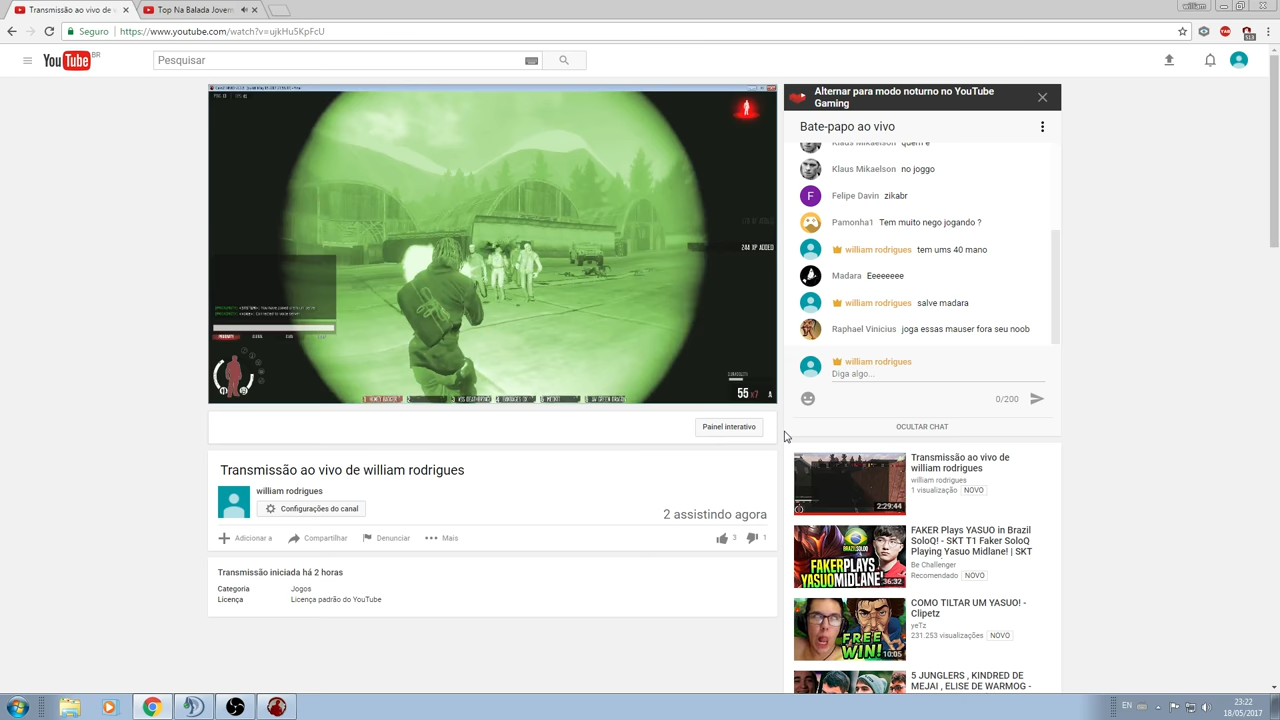 Transmissão ao vivo de
Top Na Balada Jovem
Seguro
https://www.youtube.com/watch?v=ujkHu5KpFcU
513
YouTube BR
Pesquisar
55 x7 A
Alternar para modo noturno no YouTube
Gaming
Bate-papo ao vivo
Klaus Mikaelson quem é
Klaus Mikaelson no joggo
F
Felipe Davin zikabr
Pamonha1 Tem muito nego jogando ?
william rodrigues tem ums 40 mano
Madara Eeeeeeee
william rodrigues salve madara
Raphael Vinicius joga essas mauser fora seu noob
william rodrigues
Diga algo...
0/200
OCULTAR CHAT
Painel interativo
Transmissão ao vivo de william rodrigues
william rodrigues
Configurações do canal
2 assistindo agora
Adicionar a
Compartilhar
Denunciar
Mais
3
1
Transmissão iniciada há 2 horas
Categoria Jogos
Licença Licença padrão do YouTube
2:29:44
Transmissão ao vivo de
william rodrigues
william rodrigues
1 visualização NOVO
BRAZIL SOLOQ
FAKER PLAYS
YASUO MIDLANE!
36:32
FAKER Plays YASUO in Brazil
SoloQ! - SKT T1 Faker SoloQ
Playing Yasuo Midlane! | SKT
Be Challenger
Recomendado NOVO
FREE
WIN!
10:05
COMO TILTAR UM YASUO! -
Clipetz
yeTz
231.253 visualizações NOVO
5 JUNGLERS , KINDRED DE
MEJAI , ELISE DE WARMOG -
EN
23:22
18/05/2017